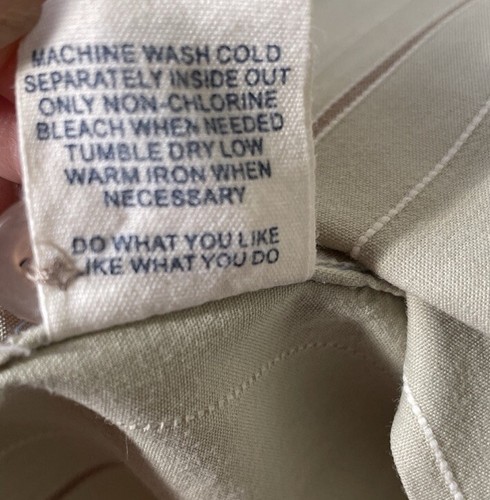 MACHINE WASH COLD
SEPARATELY INSIDE OUT
ONLY NON-CHLORINE
BLEACH WHEN NEEDED
TUMBLE DRY LOW
WARM IRON WHEN
NECESSARY
DO WHAT YOU LIKE
LIKE WHAT YOU DO